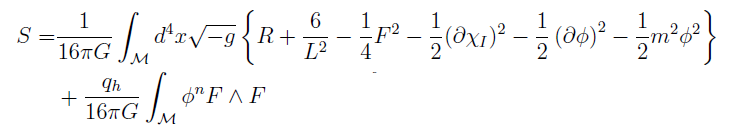 S = \frac{1}{16\pi G} \int_{\mathcal{M}} d^4x \sqrt{-g} \left\{ R + \frac{6}{L^2} - \frac{1}{4} F^2 - \frac{1}{2} (\partial \chi_I)^2 - \frac{1}{2} (\partial \phi)^2 - \frac{1}{2} m^2 \phi^2 \right\}
+ \frac{q_h}{16\pi G} \int_{\mathcal{M}} \phi^n F \wedge F